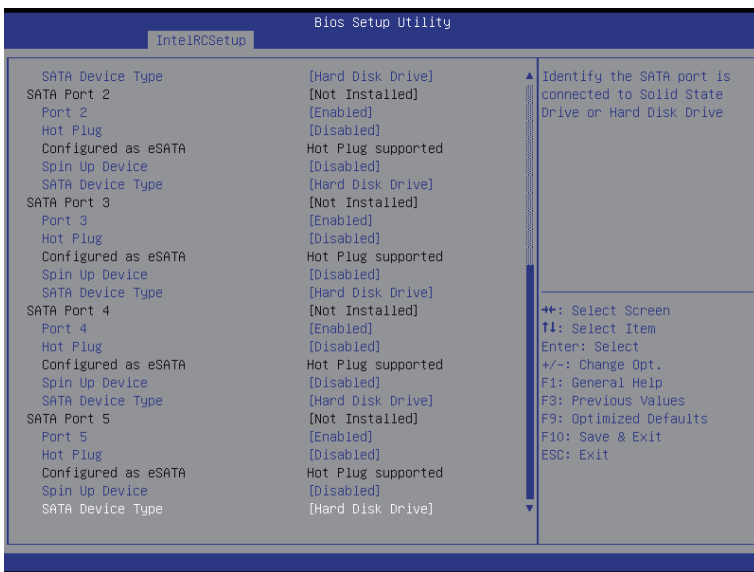 Bios Setup Utility
IntelRCSetup
SATA Device Type [Hard Disk Drive]
SATA Port 2 [Not Installed]
Port 2 [Enabled]
Hot Plug [Disabled]
Configured as eSATA Hot Plug supported
Spin Up Device [Disabled]
SATA Device Type [Hard Disk Drive]
SATA Port 3 [Not Installed]
Port 3 [Enabled]
Hot Plug [Disabled]
Configured as eSATA Hot Plug supported
Spin Up Device [Disabled]
SATA Device Type [Hard Disk Drive]
SATA Port 4 [Not Installed]
Port 4 [Enabled]
Hot Plug [Disabled]
Configured as eSATA Hot Plug supported
Spin Up Device [Disabled]
SATA Device Type [Hard Disk Drive]
SATA Port 5 [Not Installed]
Port 5 [Enabled]
Hot Plug [Disabled]
Configured as eSATA Hot Plug supported
Spin Up Device [Disabled]
SATA Device Type [Hard Disk Drive]
Identify the SATA port is
connected to Solid State
Drive or Hard Disk Drive
→←: Select Screen
↑↓: Select Item
Enter: Select
+/-: Change Opt.
F1: General Help
F3: Previous Values
F9: Optimized Defaults
F10: Save & Exit
ESC: Exit